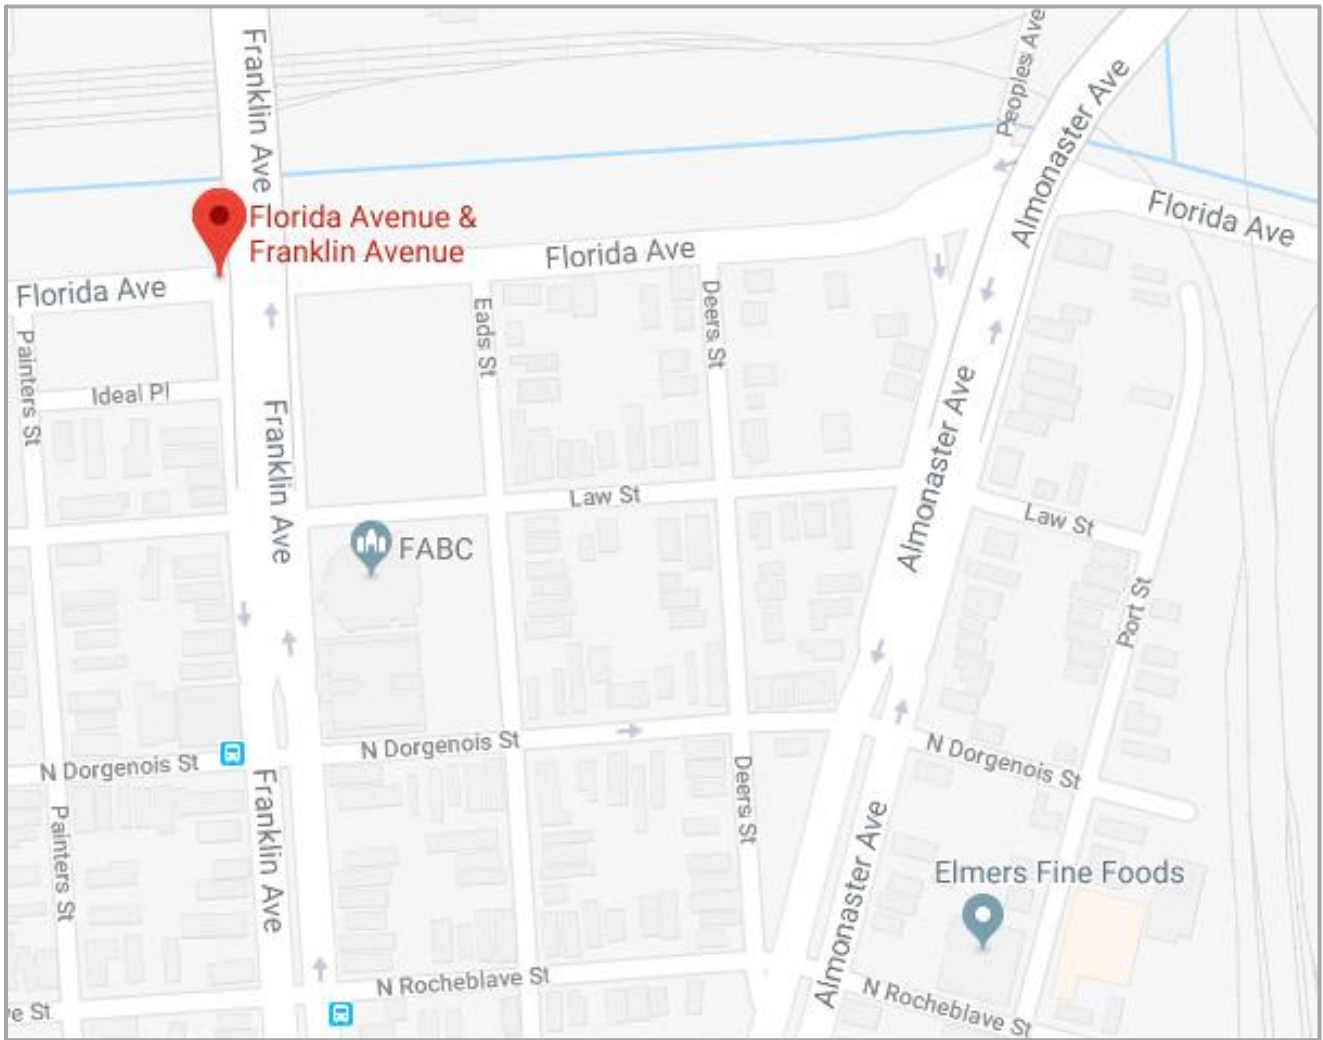 Franklin Ave
Peoples Ave
Almonaster Ave
Florida Avenue &
Franklin Avenue
Florida Ave
Florida Ave
Florida Ave
Painters St
Ideal Pl
Eads St
Deers St
Franklin Ave
Almonaster Ave
Law St
Law St
FABC
Port St
N Dorgenois St
N Dorgenois St
N Dorgenois St
Painters St
Franklin Ave
Deers St
Almonaster Ave
Elmers Fine Foods
N Rocheblave St
N Rocheblave St
e St